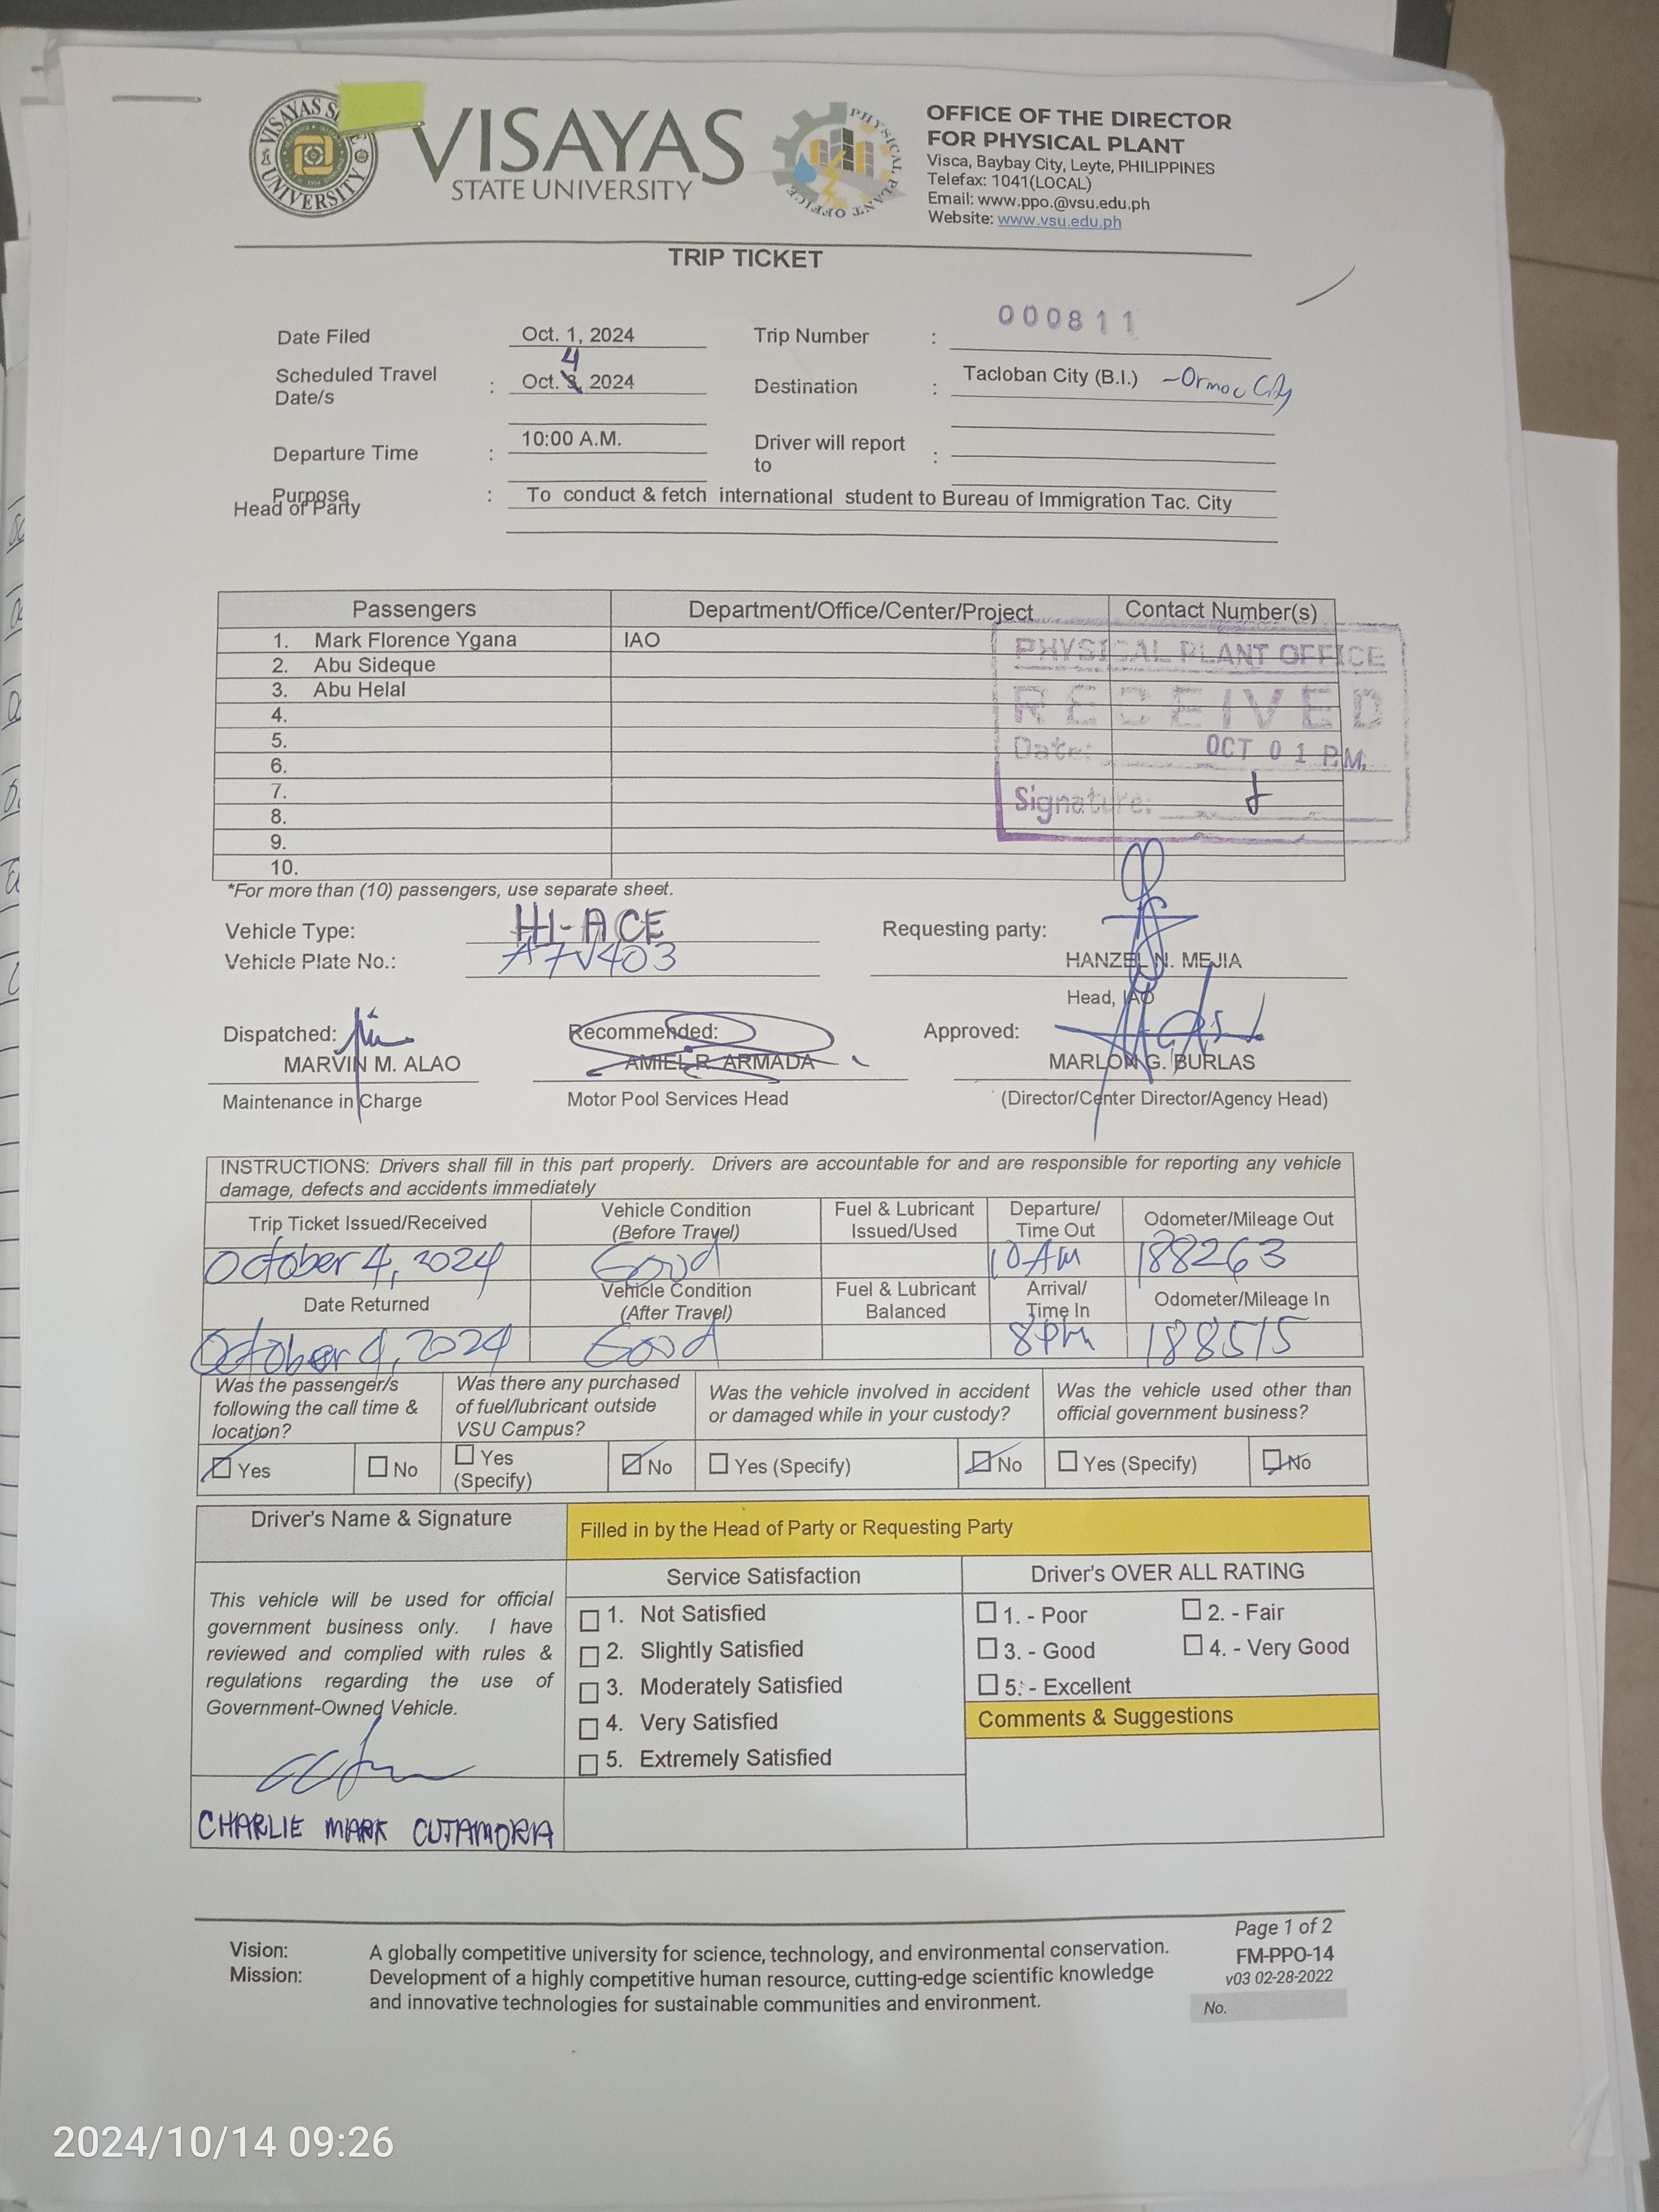 VISAYAS
STATE UNIVERSITY
OFFICE OF THE DIRECTOR
FOR PHYSICAL PLANT
Visca, Baybay City, Leyte, PHILIPPINES
Telefax: 1041(LOCAL)
Email: www.ppo.@vsu.edu.ph
Website: www.vsu.edu.ph
PHYSICAL PLANT OFFICE
TRIP TICKET
Date Filed Oct. 1, 2024 Trip Number : 000811
Scheduled Travel Date/s : Oct. 4, 2024 Destination : Tacloban City (B.I.) - Ormoc City
Departure Time : 10:00 A.M. Driver will report to :
Purpose : To conduct & fetch international student to Bureau of Immigration Tac. City
Head of Party
Passengers Department/Office/Center/Project Contact Number(s)
1. Mark Florence Ygana IAO
2. Abu Sideque
3. Abu Helal
4.
5.
6.
7.
8.
9.
10.
PHYSICAL PLANT OFFICE
RECEIVED
Date: OCT 01 P.M.
Signature:
*For more than (10) passengers, use separate sheet.
Vehicle Type: HI-ACE Requesting party:
Vehicle Plate No.: A7V403 HANZEL N. MEJIA
Head, IAO
Dispatched: Recommended: Approved:
MARVIN M. ALAO AMIEL R. ARMADA MARLON G. BURLAS
Maintenance in Charge Motor Pool Services Head (Director/Center Director/Agency Head)
INSTRUCTIONS: Drivers shall fill in this part properly. Drivers are accountable for and are responsible for reporting any vehicle
damage, defects and accidents immediately
Trip Ticket Issued/Received Vehicle Condition (Before Travel) Fuel & Lubricant Issued/Used Departure/ Time Out Odometer/Mileage Out
October 4, 2024 Good 10 AM 188263
Date Returned Vehicle Condition (After Travel) Fuel & Lubricant Balanced Arrival/ Time In Odometer/Mileage In
October 4, 2024 Good 8pm 188515
Was the passenger/s following the call time & location? Was there any purchased of fuel/lubricant outside VSU Campus? Was the vehicle involved in accident or damaged while in your custody? Was the vehicle used other than official government business?
Yes No Yes (Specify) No Yes (Specify) No Yes (Specify) No
Driver's Name & Signature
Filled in by the Head of Party or Requesting Party
This vehicle will be used for official
government business only. I have
reviewed and complied with rules &
regulations regarding the use of
Government-Owned Vehicle.
CHARLIE MARK CUTAMORA
Service Satisfaction
1. Not Satisfied
2. Slightly Satisfied
3. Moderately Satisfied
4. Very Satisfied
5. Extremely Satisfied
Driver's OVER ALL RATING
1. - Poor 2. - Fair
3. - Good 4. - Very Good
5. - Excellent
Comments & Suggestions
Page 1 of 2
FM-PPO-14
v03 02-28-2022
No.
Vision: A globally competitive university for science, technology, and environmental conservation.
Mission: Development of a highly competitive human resource, cutting-edge scientific knowledge
and innovative technologies for sustainable communities and environment.
2024/10/14 09:26